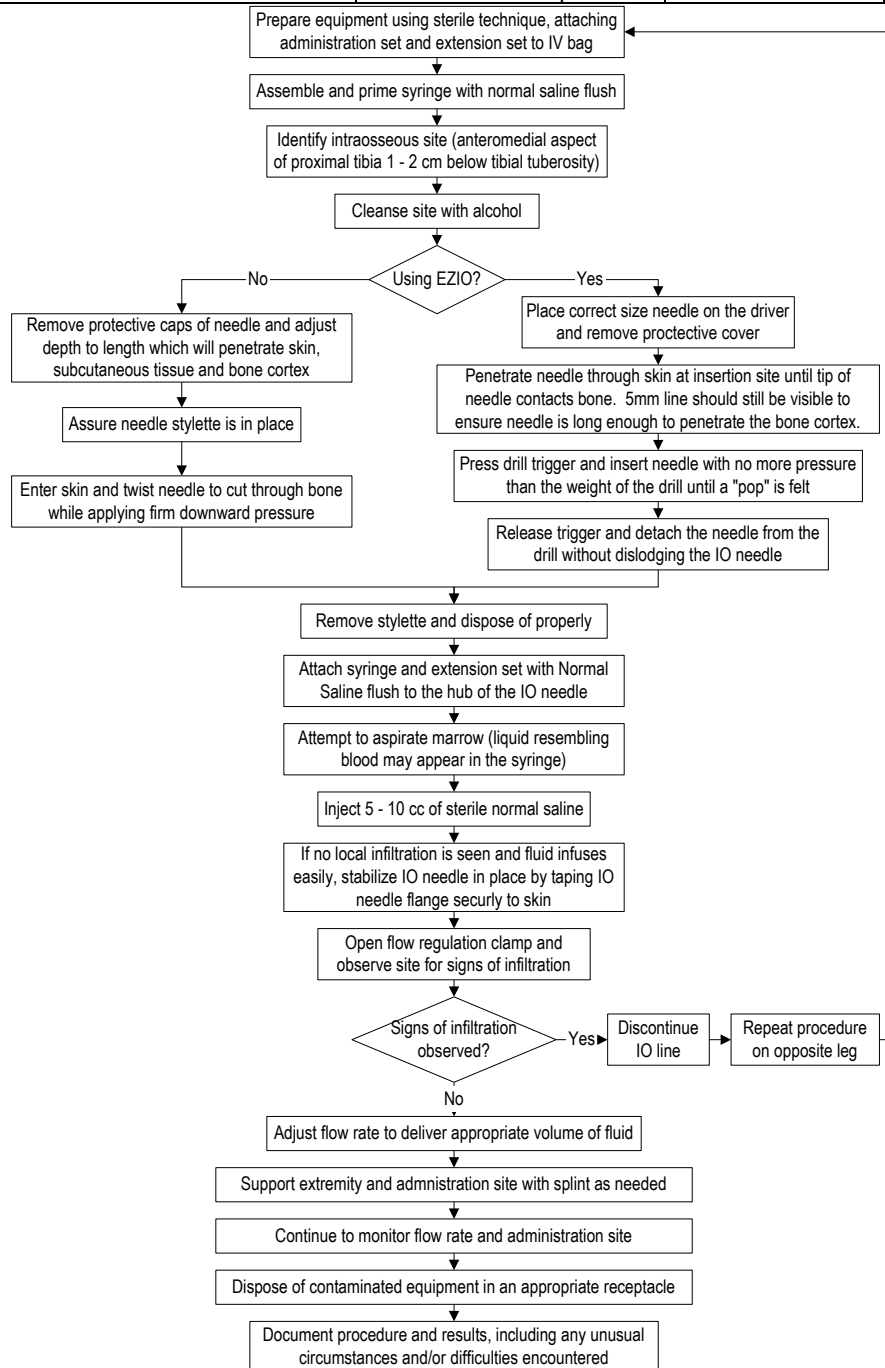 Prepare equipment using sterile technique, attaching
administration set and extension set to IV bag
Assemble and prime syringe with normal saline flush
Identify intraosseous site (anteromedial aspect
of proximal tibia 1 - 2 cm below tibial tuberosity)
Cleanse site with alcohol
Using EZIO?
No
Yes
Remove protective caps of needle and adjust
depth to length which will penetrate skin,
subcutaneous tissue and bone cortex
Assure needle stylette is in place
Enter skin and twist needle to cut through bone
while applying firm downward pressure
Place correct size needle on the driver
and remove proctective cover
Penetrate needle through skin at insertion site until tip of
needle contacts bone.  5mm line should still be visible to
ensure needle is long enough to penetrate the bone cortex.
Press drill trigger and insert needle with no more pressure
than the weight of the drill until a "pop" is felt
Release trigger and detach the needle from the
drill without dislodging the IO needle
Remove stylette and dispose of properly
Attach syringe and extension set with Normal
Saline flush to the hub of the IO needle
Attempt to aspirate marrow (liquid resembling
blood may appear in the syringe)
Inject 5 - 10 cc of sterile normal saline
If no local infiltration is seen and fluid infuses
easily, stabilize IO needle in place by taping IO
needle flange securly to skin
Open flow regulation clamp and
observe site for signs of infiltration
Signs of infiltration
observed?
Yes
Discontinue
IO line
Repeat procedure
on opposite leg
No
Adjust flow rate to deliver appropriate volume of fluid
Support extremity and admnistration site with splint as needed
Continue to monitor flow rate and administration site
Dispose of contaminated equipment in an appropriate receptacle
Document procedure and results, including any unusual
circumstances and/or difficulties encountered